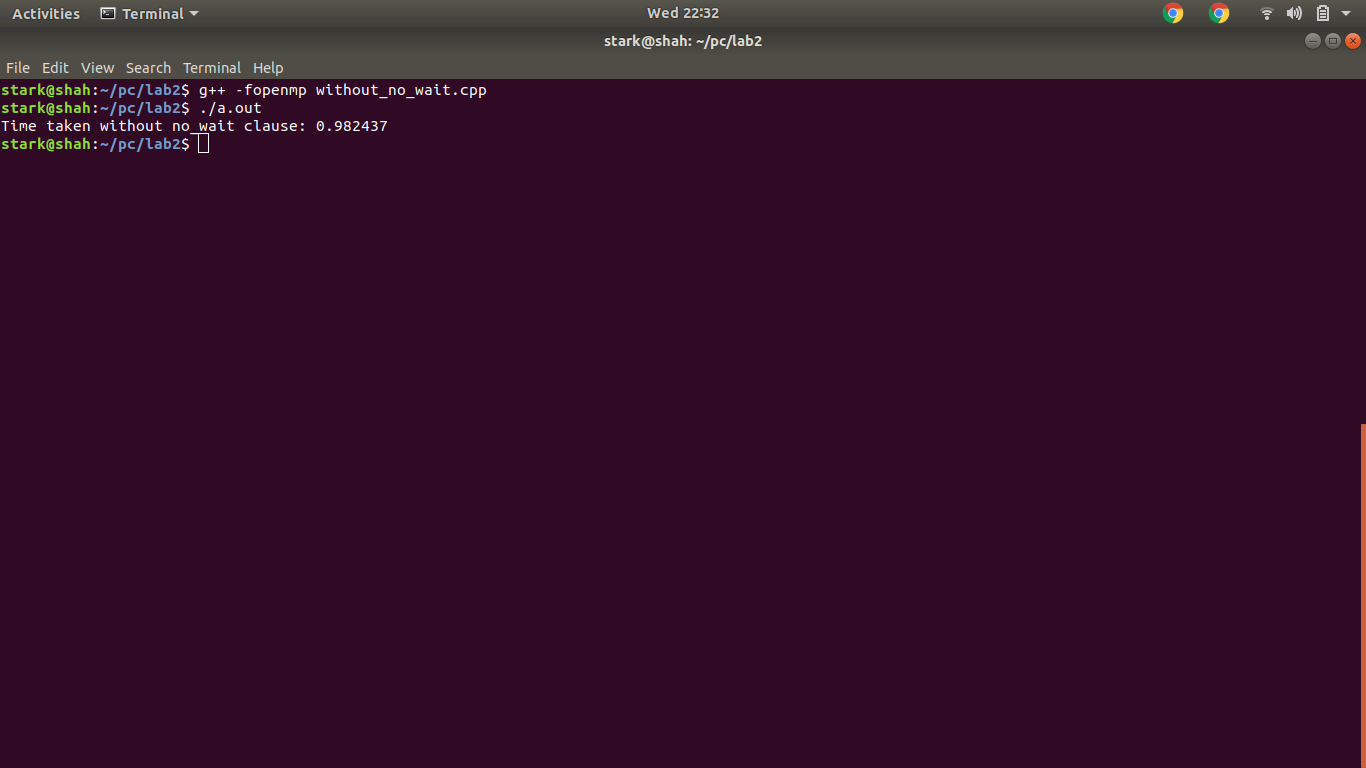 Activities Terminal Wed 22:32
stark@shah: ~/pc/lab2
File Edit View Search Terminal Help
stark@shah:~/pc/lab2$ g++ -fopenmp without_no_wait.cpp
stark@shah:~/pc/lab2$ ./a.out
Time taken without no_wait clause: 0.982437
stark@shah:~/pc/lab2$